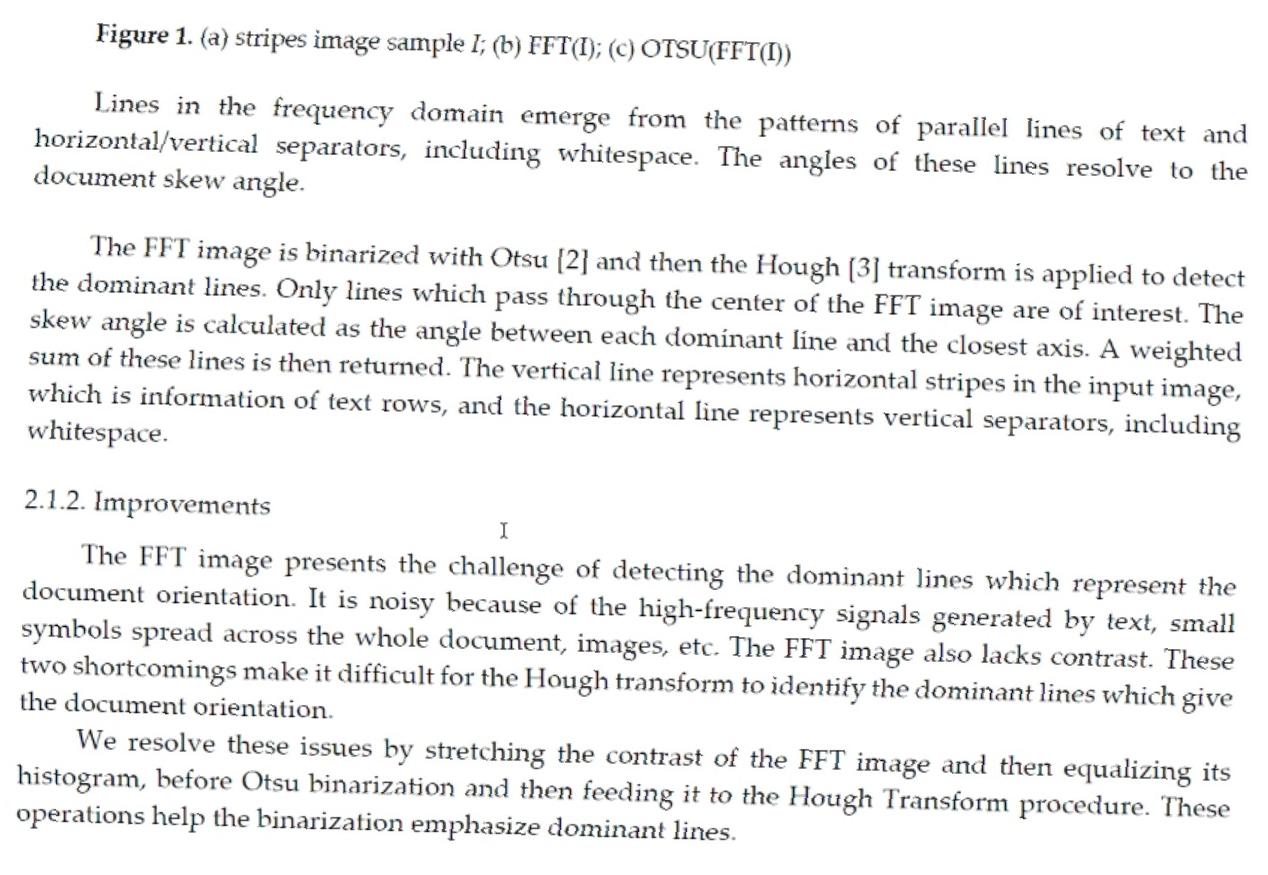 Figure 1. (a) stripes image sample I; (b) FFT(I); (c) OTSU(FFT(I))
Lines in the frequency domain emerge from the patterns of parallel lines of text and
horizontal/vertical separators, including whitespace. The angles of these lines resolve to the
document skew angle.
The FFT image is binarized with Otsu [2] and then the Hough [3] transform is applied to detect
the dominant lines. Only lines which pass through the center of the FFT image are of interest. The
skew angle is calculated as the angle between each dominant line and the closest axis. A weighted
sum of these lines is then returned. The vertical line represents horizontal stripes in the input image,
which is information of text rows, and the horizontal line represents vertical separators, including
whitespace.
2.1.2. Improvements
The FFT image presents the challenge of detecting the dominant lines which represent the
document orientation. It is noisy because of the high-frequency signals generated by text, small
symbols spread across the whole document, images, etc. The FFT image also lacks contrast. These
two shortcomings make it difficult for the Hough transform to identify the dominant lines which give
the document orientation.
We resolve these issues by stretching the contrast of the FFT image and then equalizing its
histogram, before Otsu binarization and then feeding it to the Hough Transform procedure. These
operations help the binarization emphasize dominant lines.